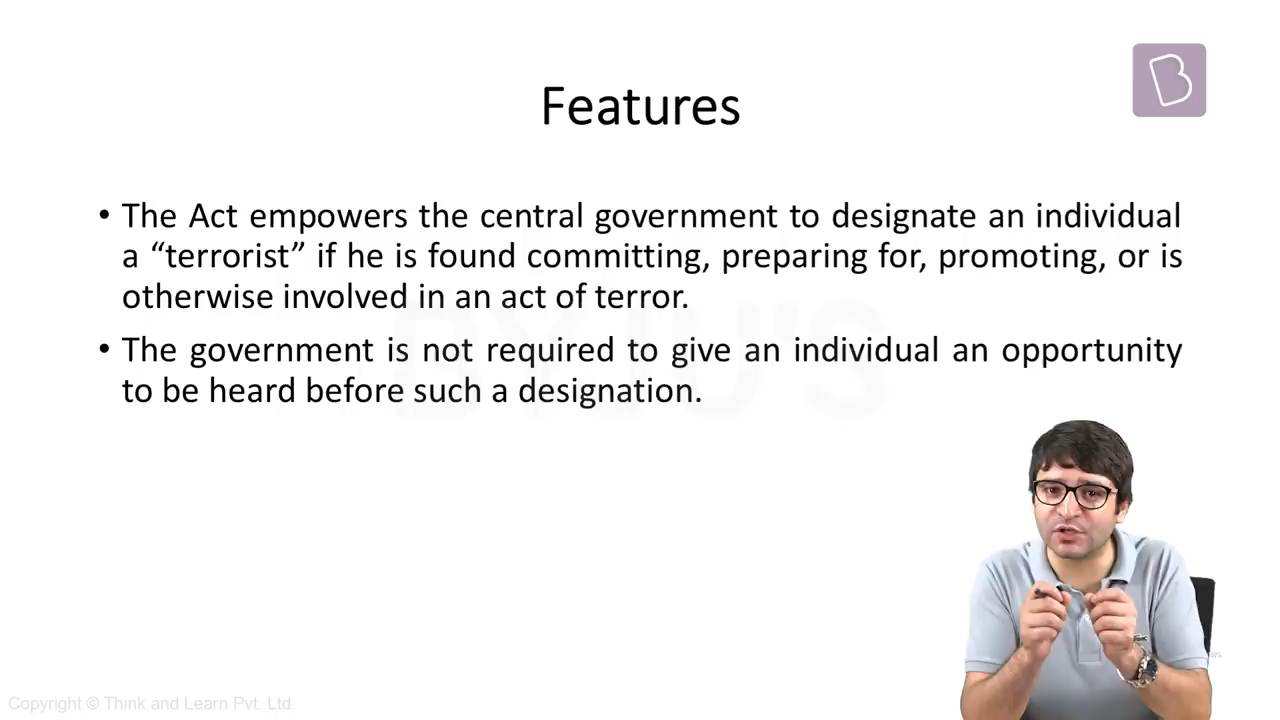 Features
• The Act empowers the central government to designate an individual
a “terrorist” if he is found committing, preparing for, promoting, or is
otherwise involved in an act of terror.
• The government is not required to give an individual an opportunity
to be heard before such a designation.
BYJU'S
Copyright © Think and Learn Pvt. Ltd.